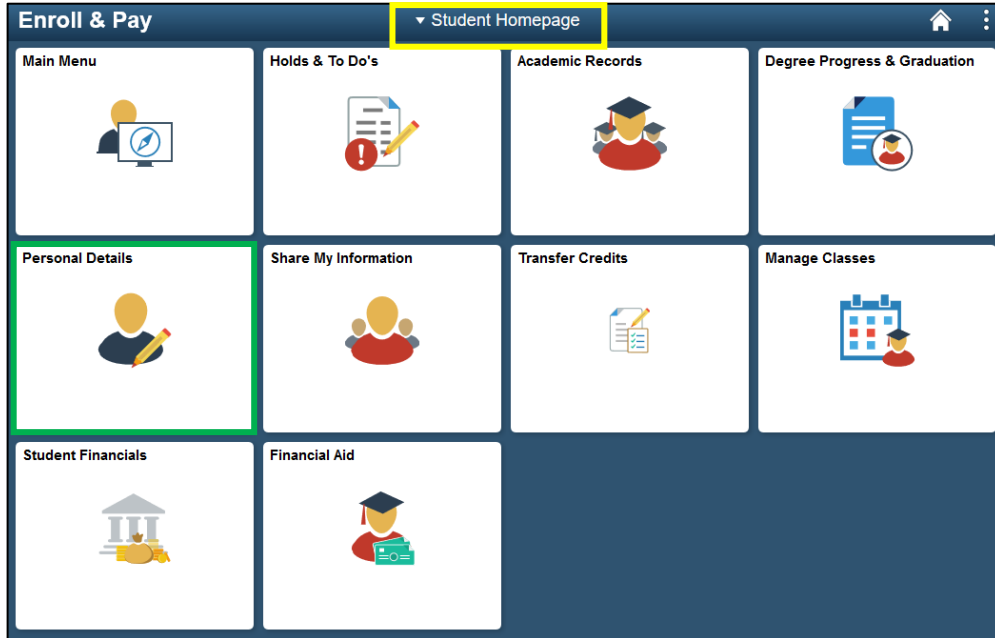 Enroll & Pay
Student Homepage
Main Menu
Holds & To Do's
Academic Records
Degree Progress & Graduation
Personal Details
Share My Information
Transfer Credits
Manage Classes
Student Financials
Financial Aid